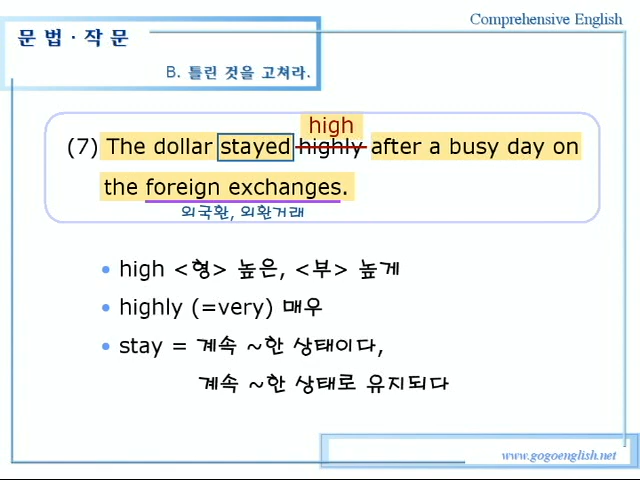 Comprehensive English
문 법 · 작 문
B. 틀린 것을 고쳐라.
high
(7) The dollar stayed highly after a busy day on
the foreign exchanges.
외국환, 외환거래
• high <형> 높은, <부> 높게
• highly (=very) 매우
• stay = 계속 ~한 상태이다,
계속 ~한 상태로 유지되다
www.gogoenglish.net